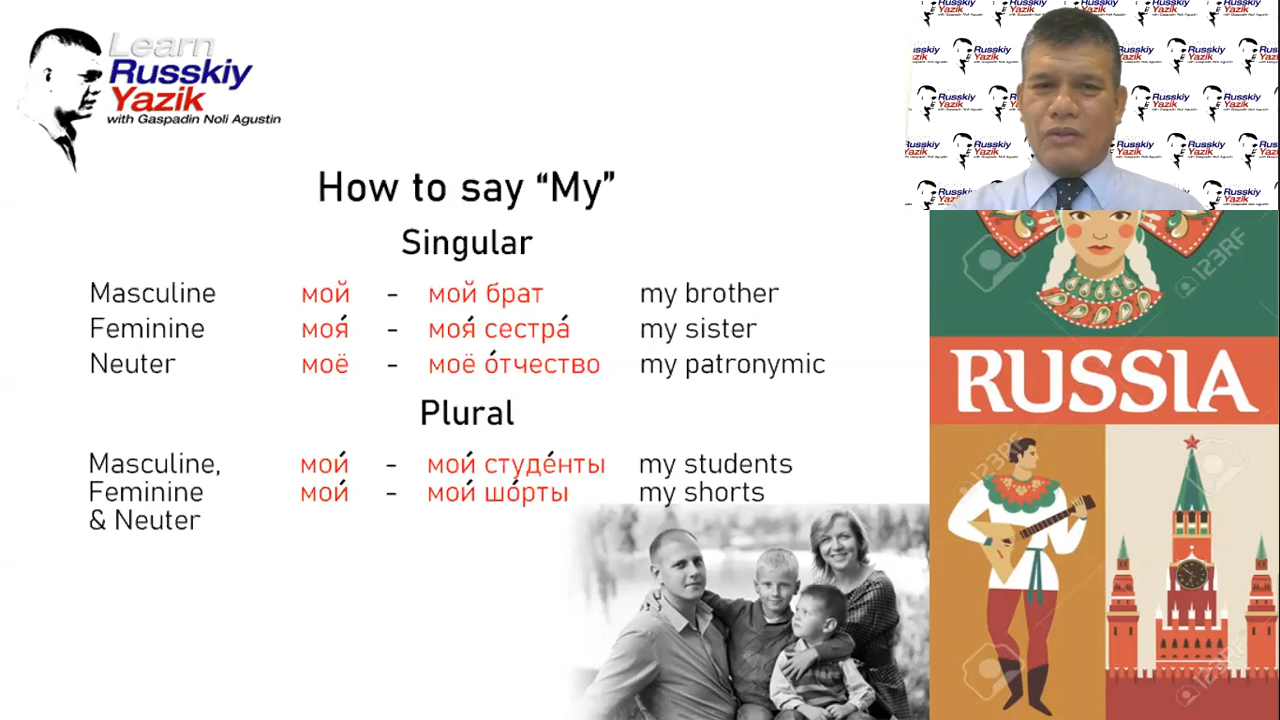 Learn
Russkiy
Yazik
with Gaspadin Noli Agustin
How to say “My”
Singular
Masculine мой - мой брат my brother
Feminine моя́ - моя́ сестра́ my sister
Neuter моё - моё о́тчество my patronymic
Plural
Masculine, мои́ - мои́ студе́нты my students
Feminine мои́ - мои́ шо́рты my shorts
& Neuter
RUSSIA
123RF